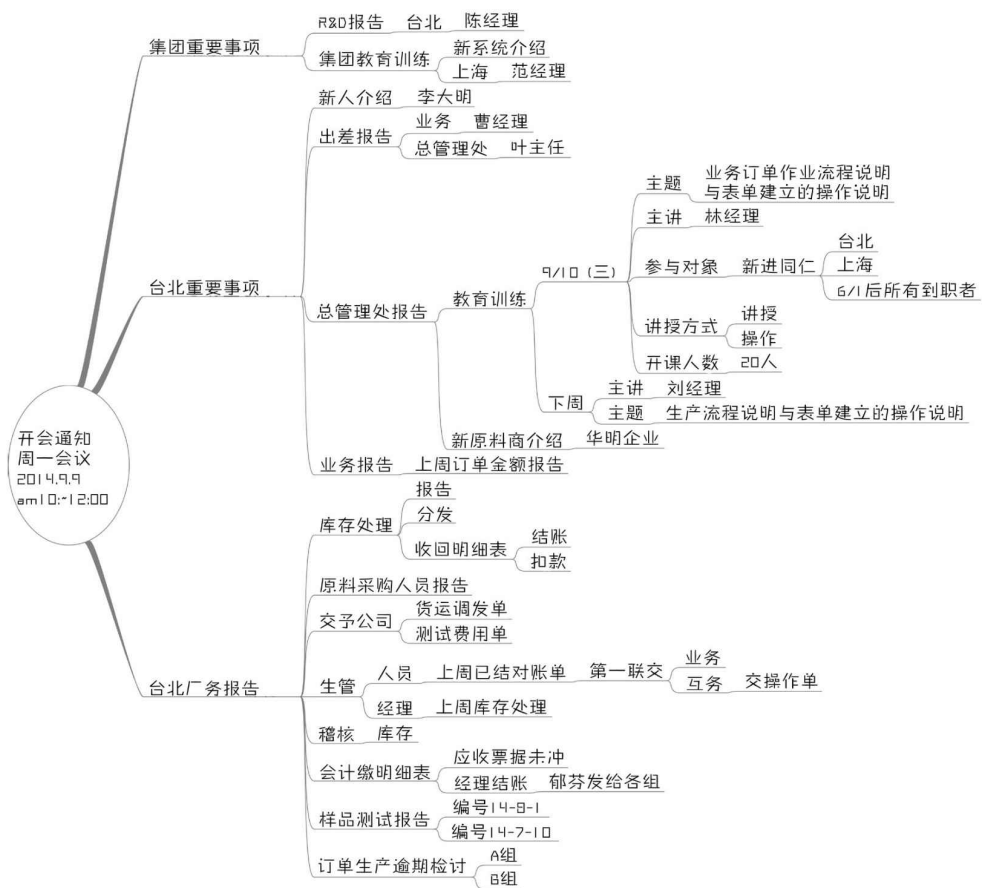 开会通知
周一会议
2014.9.9
am10:~12:00
集团重要事项
R&D报告 台北 陈经理
集团教育训练
新系统介绍
上海 范经理
台北重要事项
新人介绍 李大明
出差报告
业务 曹经理
总管理处 叶主任
总管理处报告
教育训练
9/10 (三)
主题
业务订单作业流程说明
与表单建立的操作说明
主讲 林经理
参与对象 新进同仁
台北
上海
6/1后所有到职者
讲授方式
讲授
操作
开课人数 20人
下周
主讲 刘经理
主题 生产流程说明与表单建立的操作说明
新原料商介绍 华明企业
业务报告 上周订单金额报告
台北厂务报告
库存处理
报告
分发
收回明细表
结账
扣款
原料采购人员报告
交予公司
货运调发单
测试费用单
生管
人员 上周已结对账单 第一联交
业务
互务 交操作单
经理 上周库存处理
稽核 库存
会计缴明细表
应收票据未冲
经理结账 郁芬发给各组
样品测试报告
编号14-8-1
编号14-7-10
订单生产逾期检讨
A组
B组